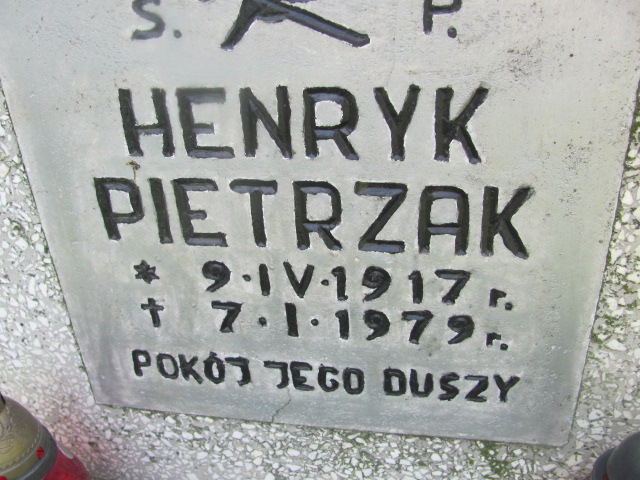 S. P.
HENRYK
PIETRZAK
* 9·IV·1917 r.
† 7·I·1979 r.
POKÓJ JEGO DUSZY